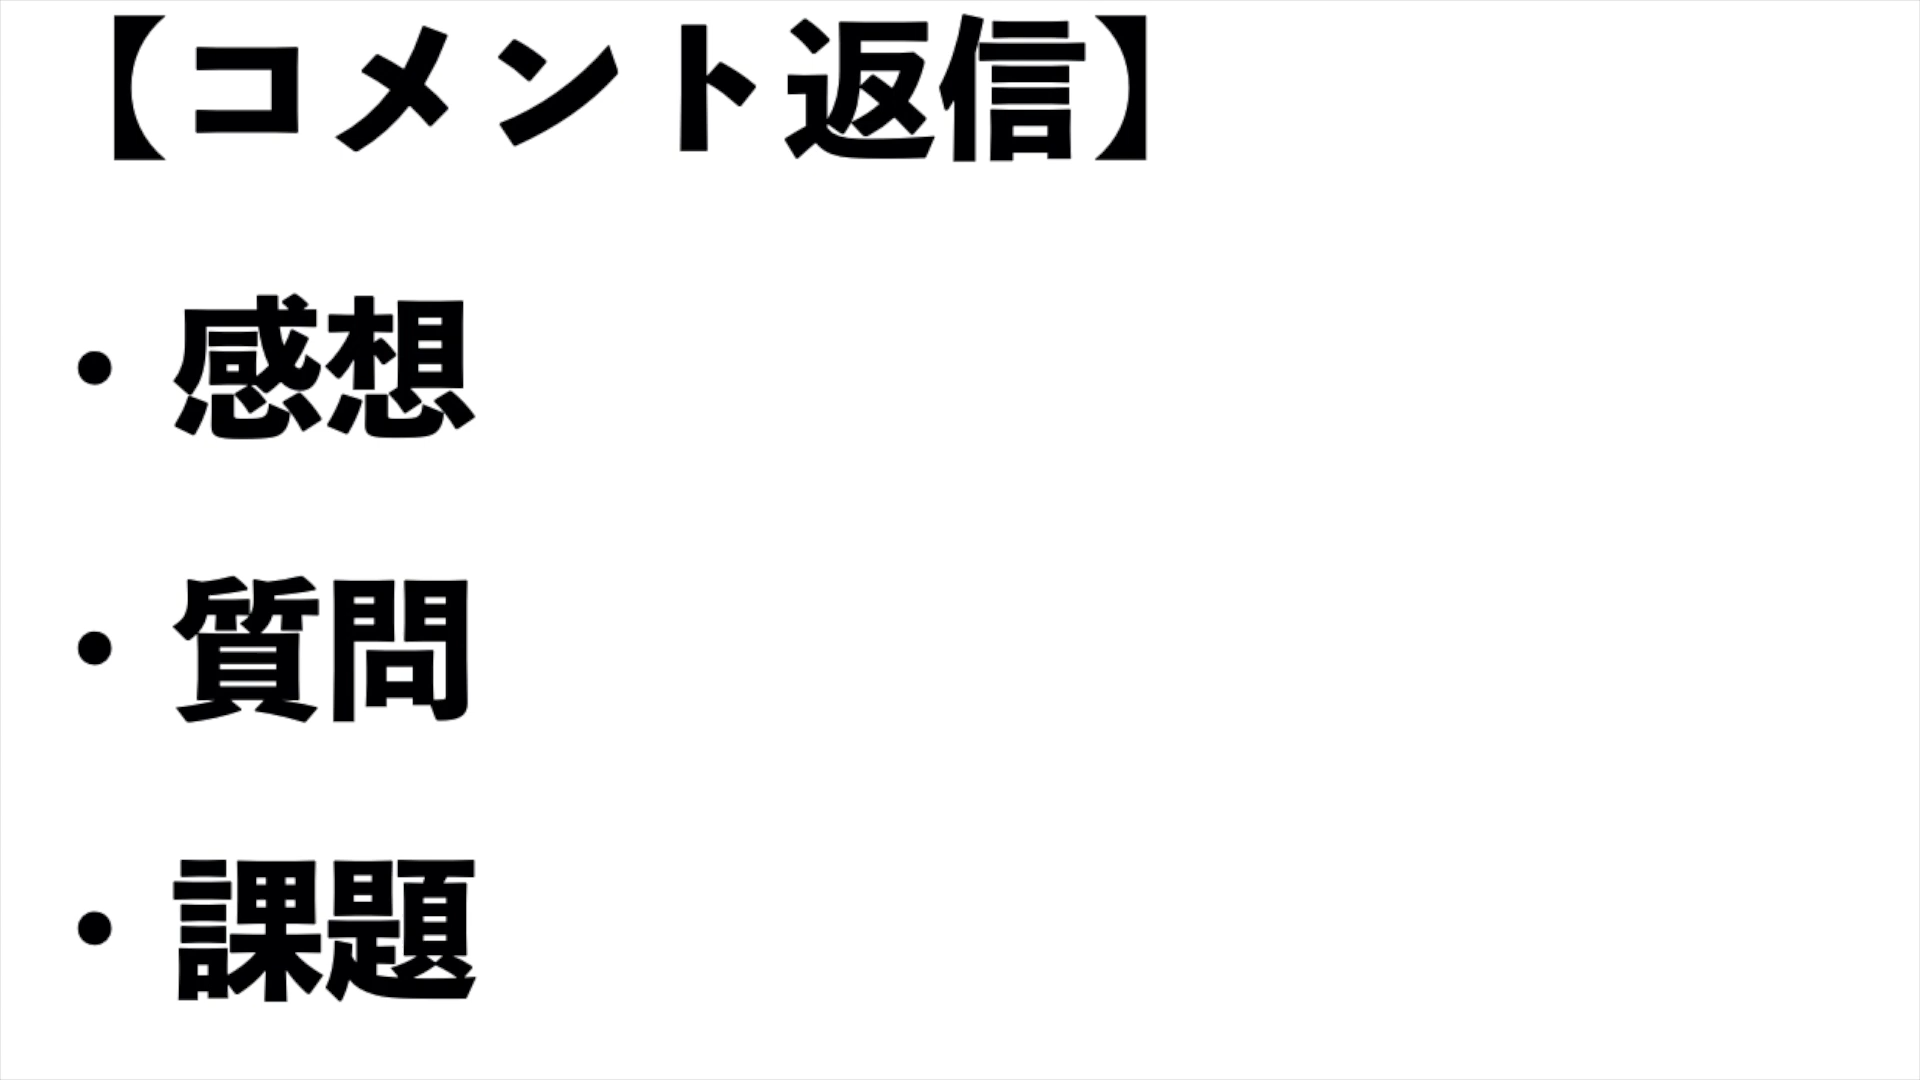 【コメント返信】
・感想
・質問
・課題